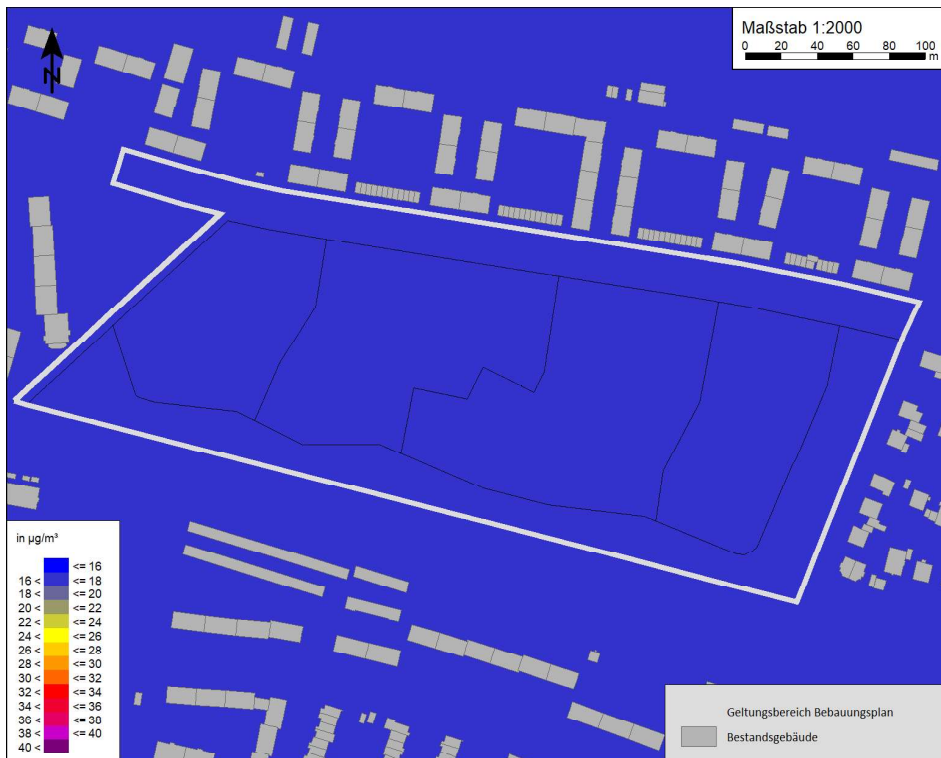 N
Maßstab 1:2000
0 20 40 60 80 100
m
in µg/m³
<= 16
16 < <= 18
18 < <= 20
20 < <= 22
22 < <= 24
24 < <= 26
26 < <= 28
28 < <= 30
30 < <= 32
32 < <= 34
34 < <= 36
36 < <= 38
38 < <= 40
40 <
Geltungsbereich Bebauungsplan
Bestandsgebäude